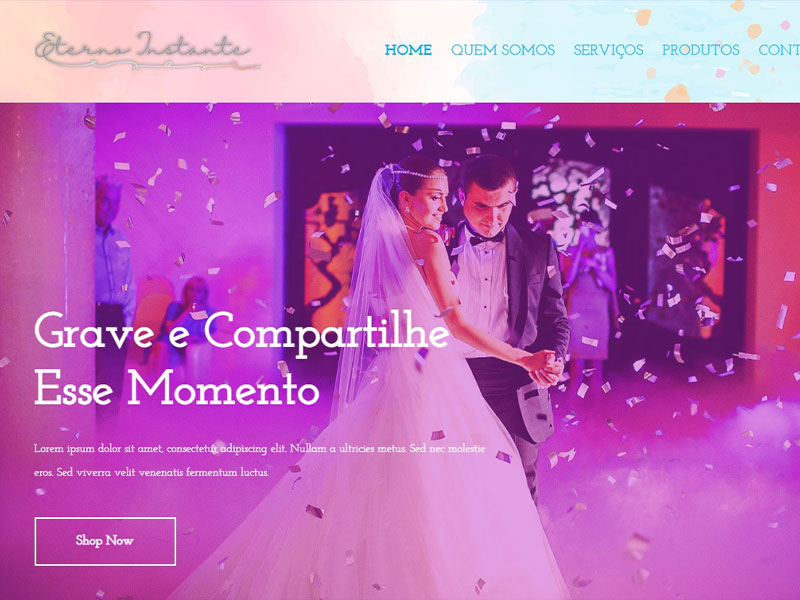 Eterno Instante
HOME QUEM SOMOS SERVIÇOS PRODUTOS CONT
Grave e Compartilhe
Esse Momento
Lorem ipsum dolor sit amet, consectetur adipiscing elit. Nullam a ultricies metus. Sed nec molestie
eros. Sed viverra velit venenatis fermentum luctus.
Shop Now